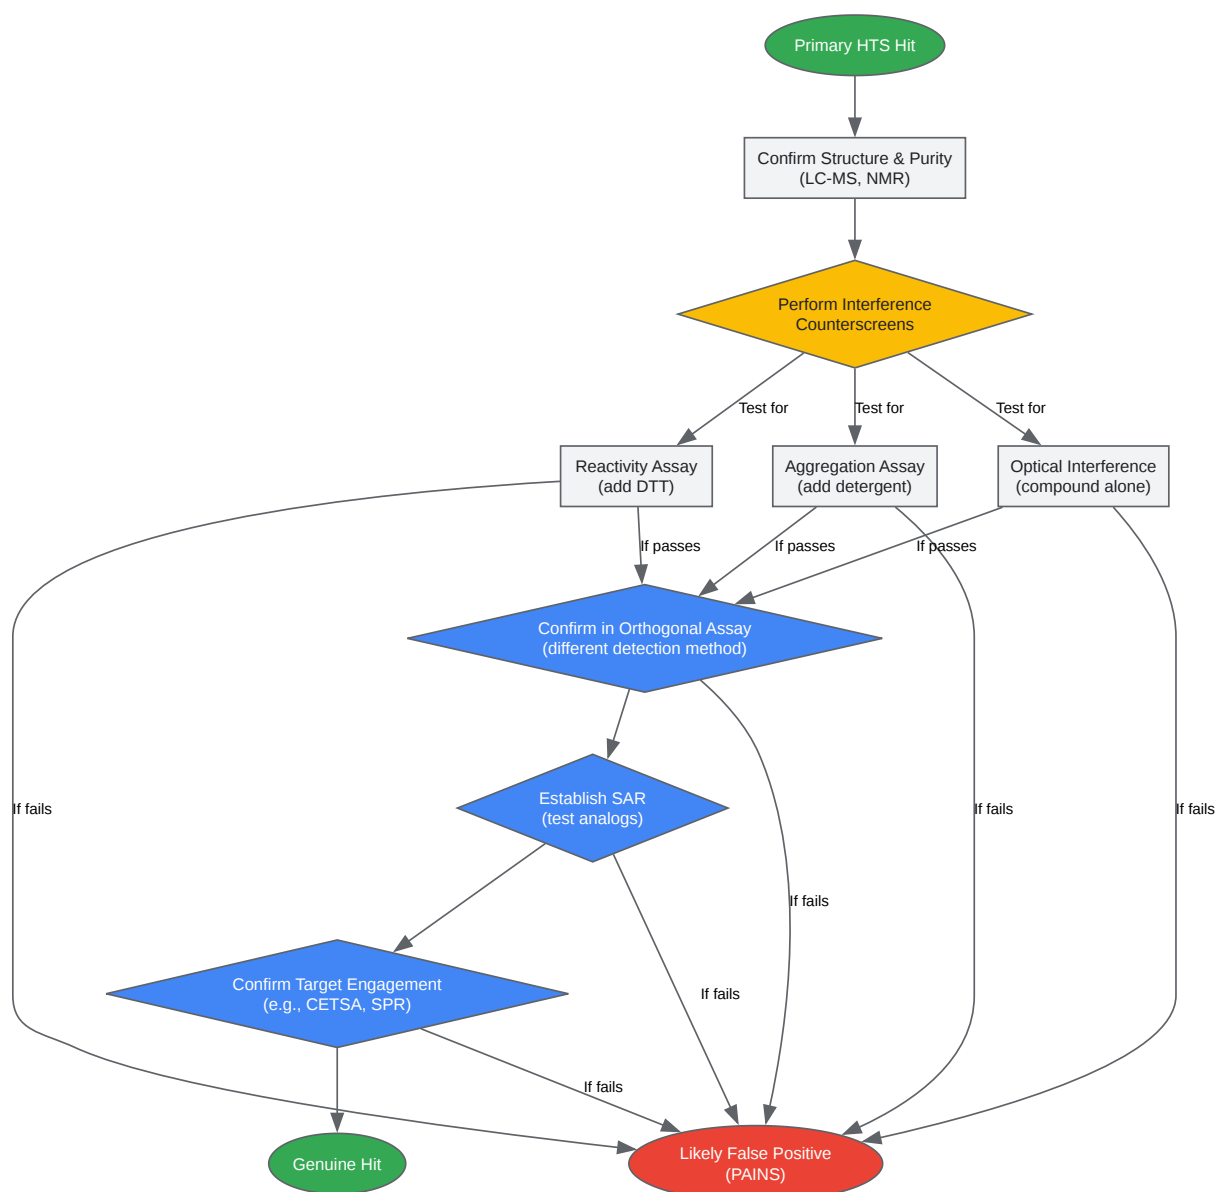 Primary HTS Hit
Confirm Structure & Purity
(LC-MS, NMR)
Perform Interference
Counterscreens
Test for
Test for
Test for
Reactivity Assay
(add DTT)
Aggregation Assay
(add detergent)
Optical Interference
(compound alone)
If passes
If passes
If passes
Confirm in Orthogonal Assay
(different detection method)
Establish SAR
(test analogs)
If fails
If fails
If fails
If fails
Confirm Target Engagement
(e.g., CETSA, SPR)
If fails
If fails
Genuine Hit
Likely False Positive
(PAINS)